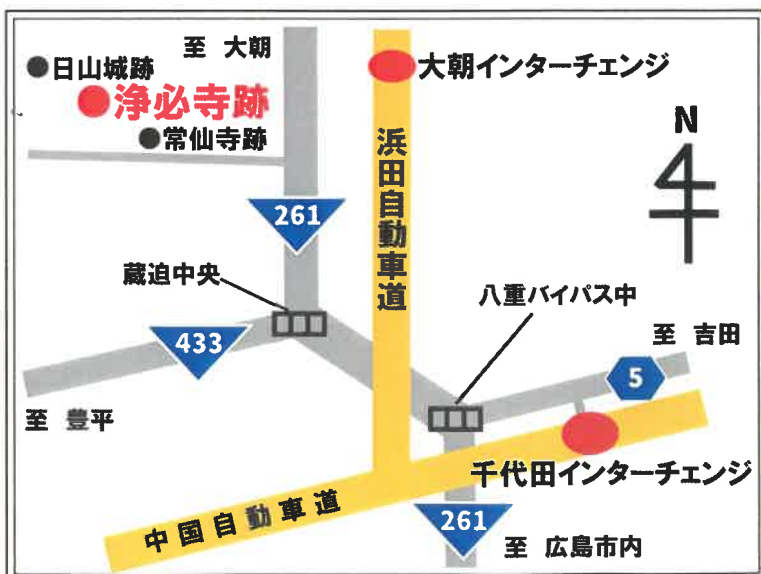 至 大朝
●日山城跡
大朝インターチェンジ
●浄必寺跡
●常仙寺跡
N
浜田自動車道
261
蔵迫中央
八重バイパス中
433
至 吉田
5
至 豊平
千代田インターチェンジ
中国自動車道
261
至 広島市内